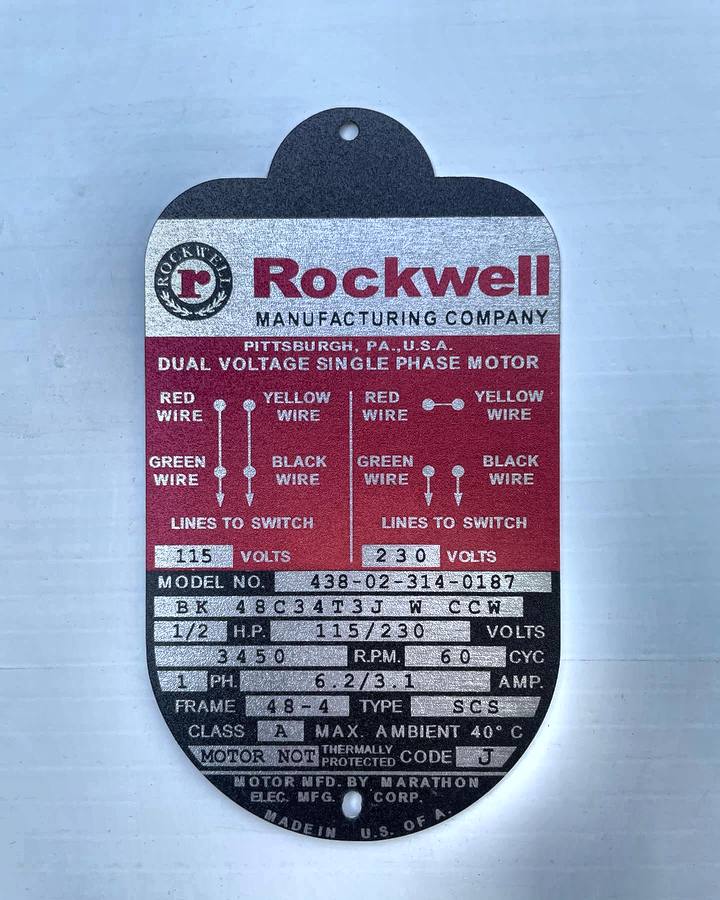 ROCKWELL
r
Rockwell
MANUFACTURING COMPANY
PITTSBURGH, PA., U.S.A.
DUAL VOLTAGE SINGLE PHASE MOTOR
RED WIRE YELLOW WIRE RED WIRE YELLOW WIRE
GREEN WIRE BLACK WIRE GREEN WIRE BLACK WIRE
LINES TO SWITCH LINES TO SWITCH
115 VOLTS 230 VOLTS
MODEL NO. 438-02-314-0187
BK 48C34T3J W CCW
1/2 H.P. 115/230 VOLTS
3450 R.P.M. 60 CYC
1 PH. 6.2/3.1 AMP.
FRAME 48-4 TYPE SCS
CLASS A MAX. AMBIENT 40° C
MOTOR NOT THERMALLY PROTECTED CODE J
MOTOR MFD. BY MARATHON
ELEC. MFG. CORP.
MADE IN U.S. OF A.